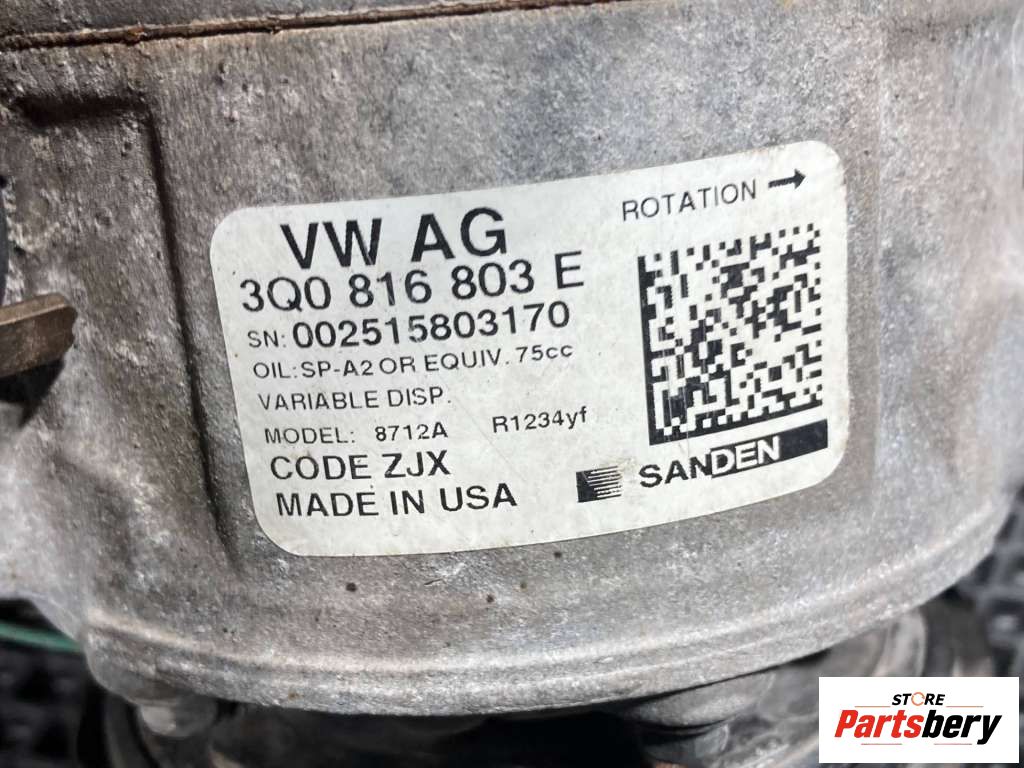 VW AG
ROTATION →
3Q0 816 803 E
SN: 002515803170
OIL: SP-A2 OR EQUIV. 75cc
VARIABLE DISP.
MODEL: 8712A R1234yf
CODE ZJX
MADE IN USA
SANDEN
STORE
Partsbery